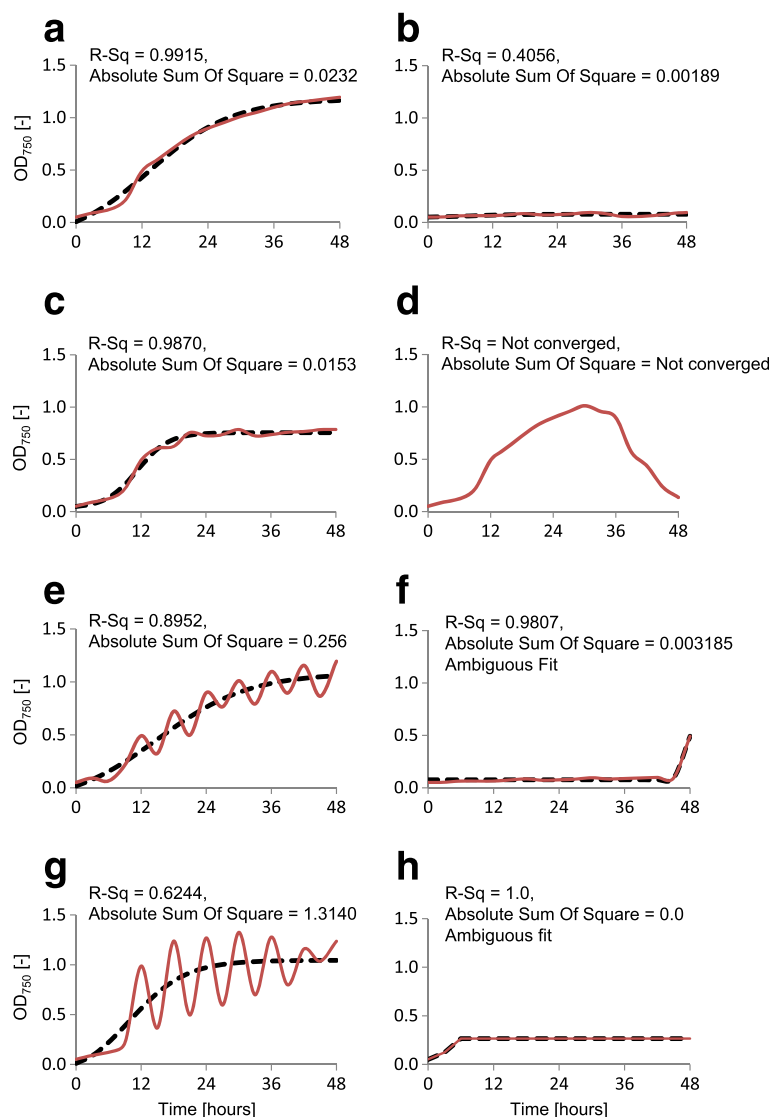 a
R-Sq = 0.9915,
Absolute Sum Of Square = 0.0232
1.5
1.0
0.5
0.0
OD750 [-]
0 12 24 36 48
b
R-Sq = 0.4056,
Absolute Sum Of Square = 0.00189
1.5
1.0
0.5
0.0
0 12 24 36 48
c
R-Sq = 0.9870,
Absolute Sum Of Square = 0.0153
1.5
1.0
0.5
0.0
OD750 [-]
0 12 24 36 48
d
R-Sq = Not converged,
Absolute Sum Of Square = Not converged
1.5
1.0
0.5
0.0
0 12 24 36 48
e
R-Sq = 0.8952,
Absolute Sum Of Square = 0.256
1.5
1.0
0.5
0.0
OD750 [-]
0 12 24 36 48
f
R-Sq = 0.9807,
Absolute Sum Of Square = 0.003185
Ambiguous Fit
1.5
1.0
0.5
0.0
0 12 24 36 48
g
R-Sq = 0.6244,
Absolute Sum Of Square = 1.3140
1.5
1.0
0.5
0.0
OD750 [-]
0 12 24 36 48
Time [hours]
h
R-Sq = 1.0,
Absolute Sum Of Square = 0.0
Ambiguous fit
1.5
1.0
0.5
0.0
0 12 24 36 48
Time [hours]